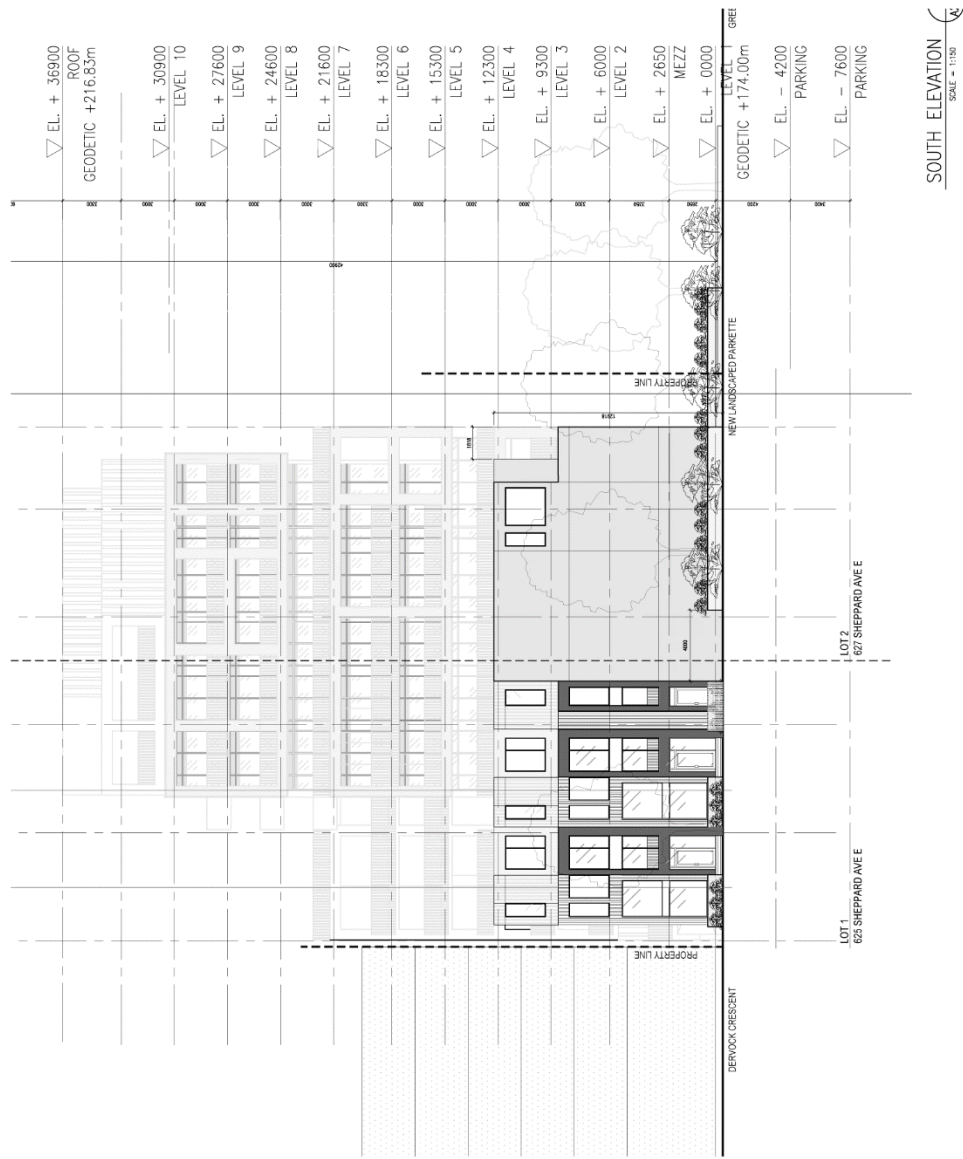 EL. + 36900
ROOF
GEODETIC +216.83m
EL. + 30900
LEVEL 10
EL. + 27600
LEVEL 9
EL. + 24600
LEVEL 8
EL. + 21600
LEVEL 7
EL. + 18300
LEVEL 6
EL. + 15300
LEVEL 5
EL. + 12300
LEVEL 4
EL. + 9300
LEVEL 3
EL. + 6000
LEVEL 2
EL. + 2650
MEZZ
EL. + 0000
LEVEL 1
GEODETIC +174.00m
EL. - 4200
PARKING
EL. - 7600
PARKING
42900
PROPERTY LINE
PROPERTY LINE
DERVOCK CRESCENT
NEW LANDSCAPED PARKETTE
LOT 1
625 SHEPPARD AVE E
LOT 2
627 SHEPPARD AVE E
SOUTH ELEVATION
SCALE = 1:150